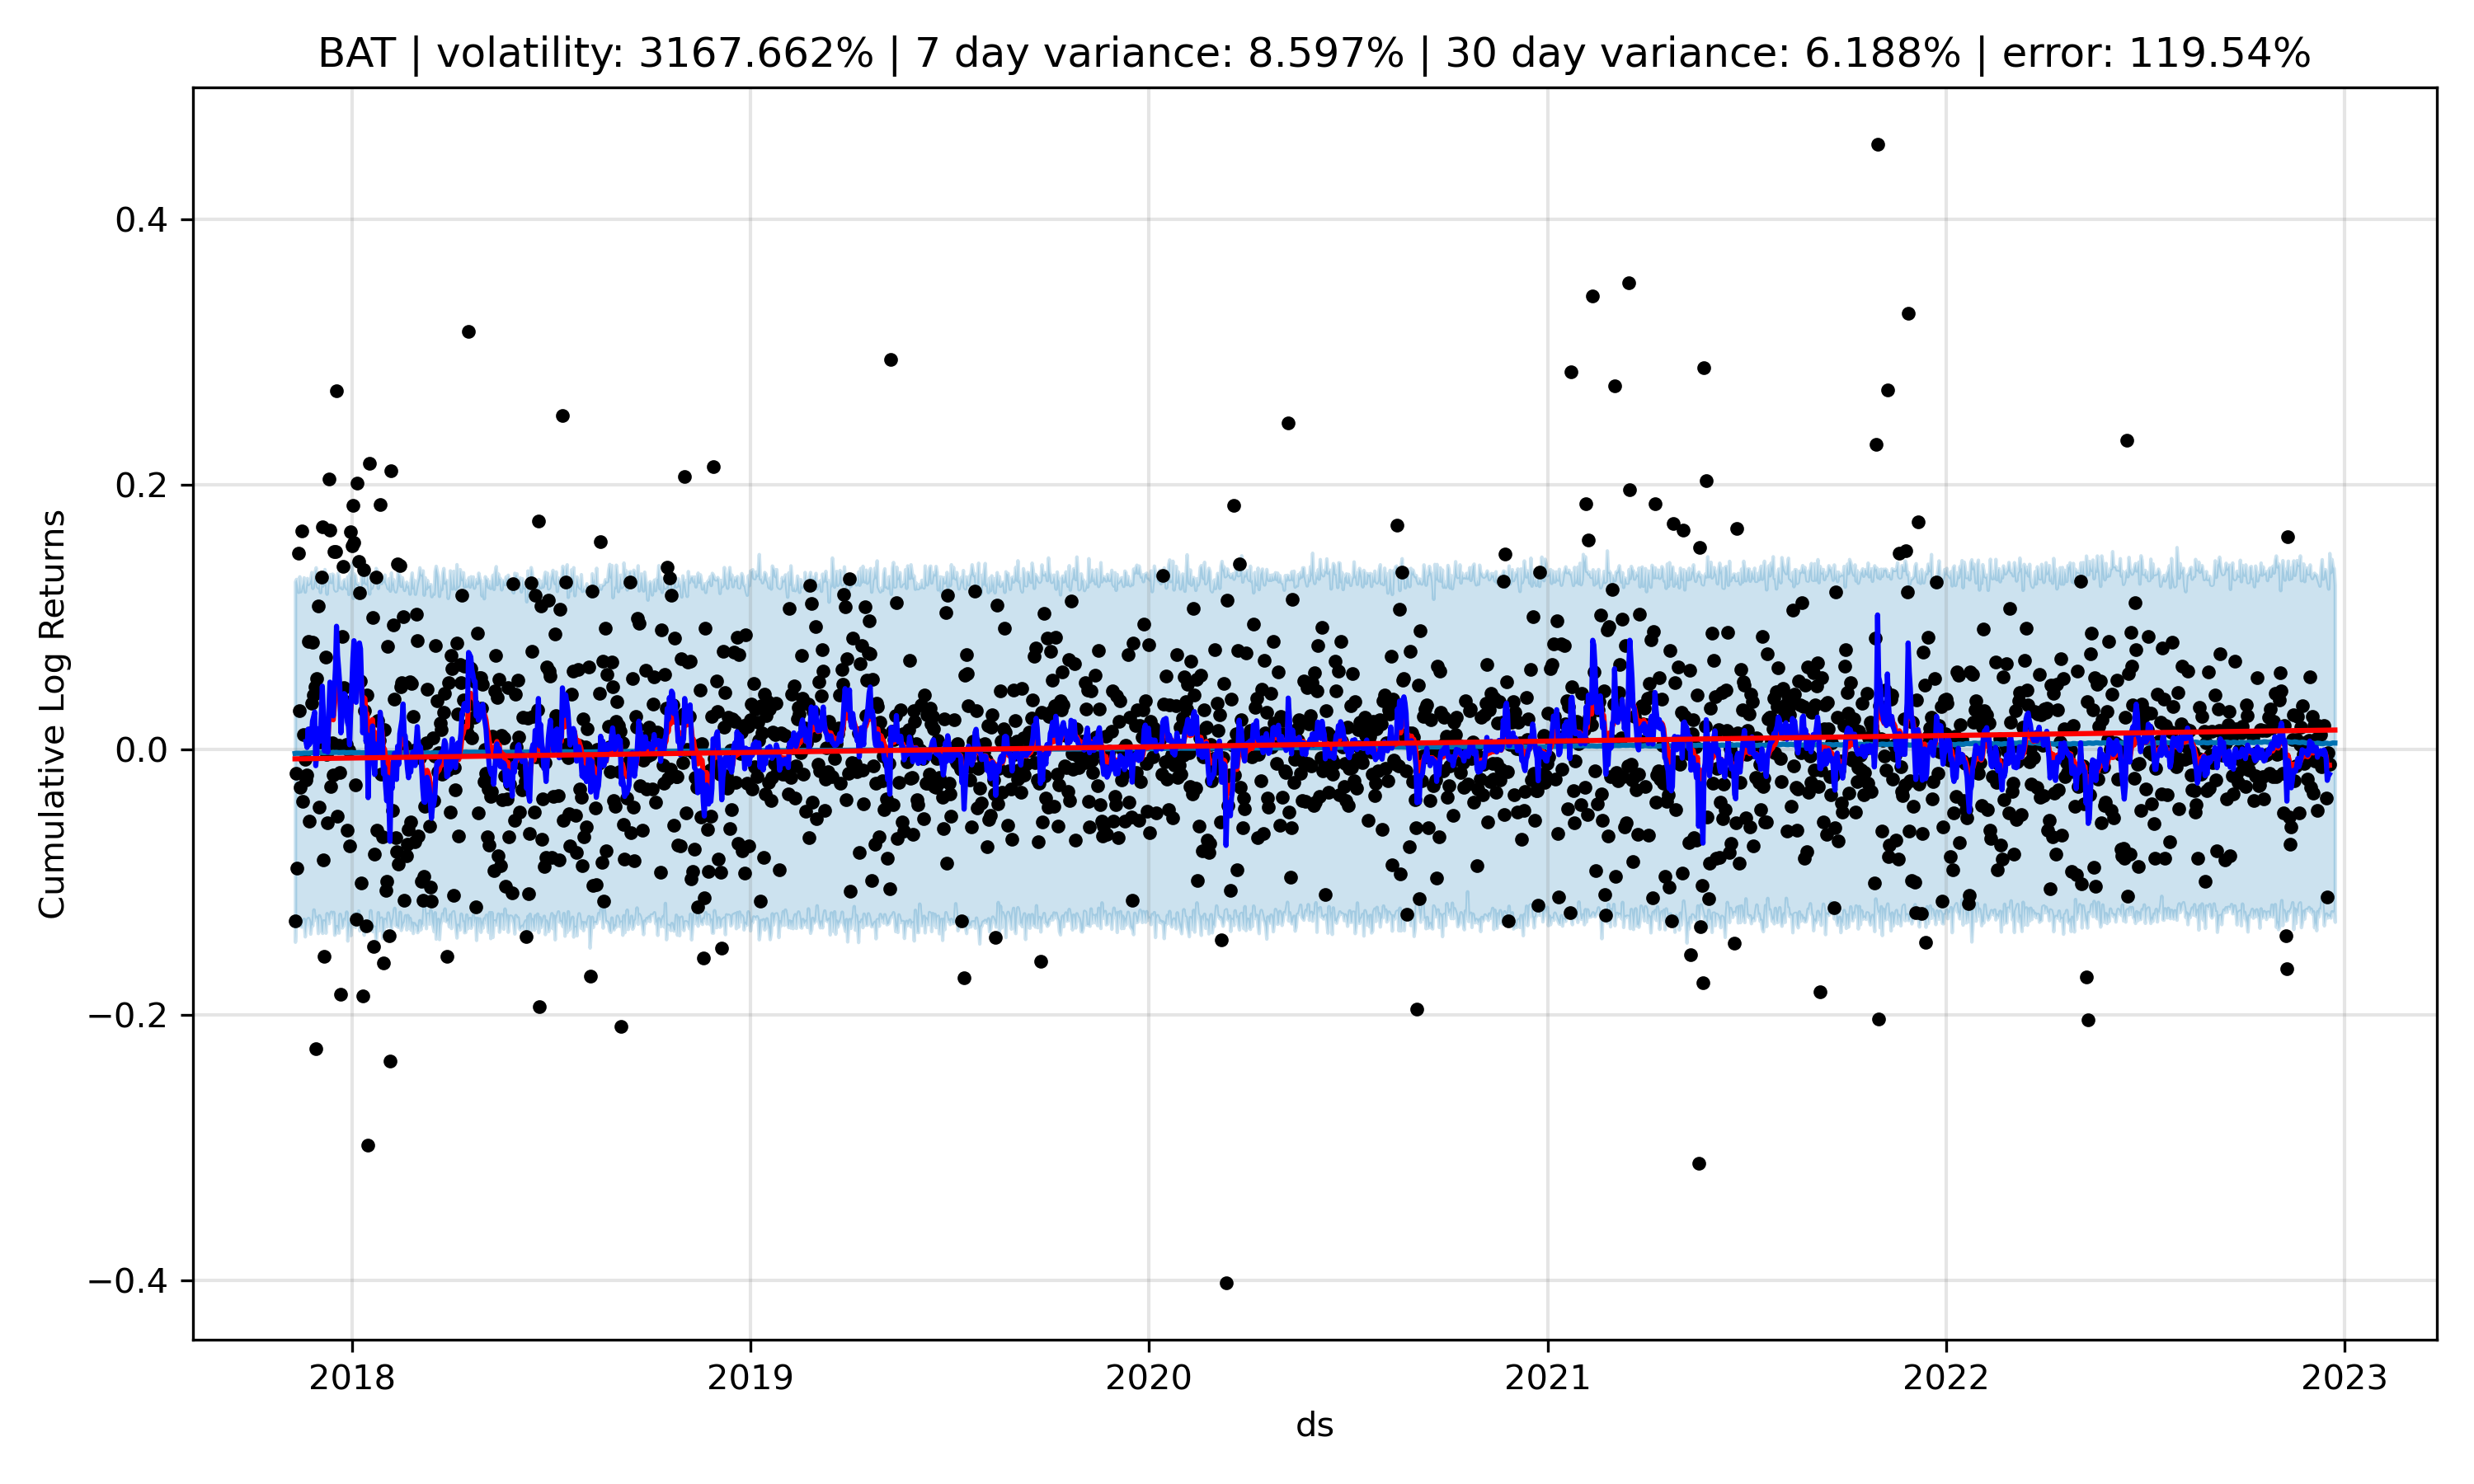 BAT | volatility: 3167.662% | 7 day variance: 8.597% | 30 day variance: 6.188% | error: 119.54%
Cumulative Log Returns
0.4
0.2
0.0
−0.2
−0.4
2018 2019 2020 2021 2022 2023
ds